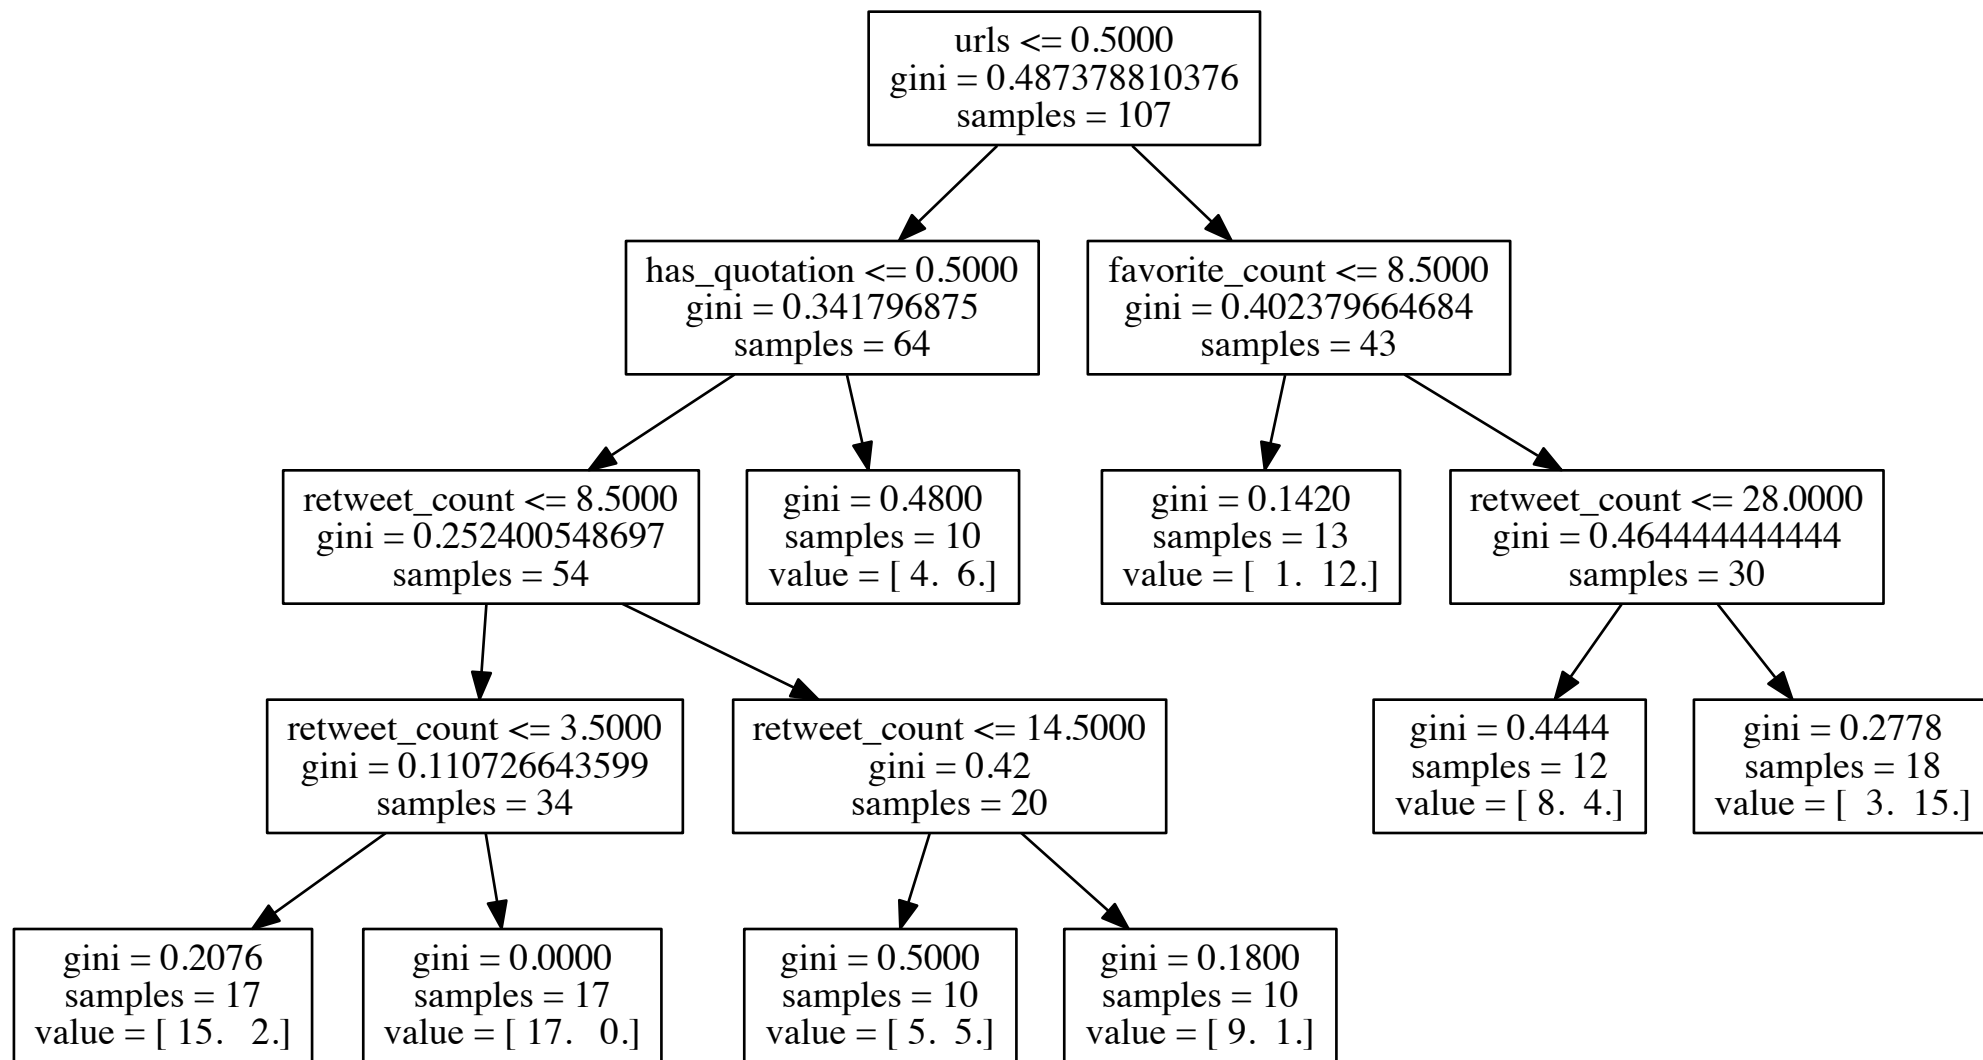 urls <= 0.5000
gini = 0.487378810376
samples = 107
has_quotation <= 0.5000
gini = 0.341796875
samples = 64
favorite_count <= 8.5000
gini = 0.402379664684
samples = 43
retweet_count <= 8.5000
gini = 0.252400548697
samples = 54
gini = 0.4800
samples = 10
value = [ 4.  6.]
gini = 0.1420
samples = 13
value = [  1.  12.]
retweet_count <= 28.0000
gini = 0.464444444444
samples = 30
retweet_count <= 3.5000
gini = 0.110726643599
samples = 34
retweet_count <= 14.5000
gini = 0.42
samples = 20
gini = 0.4444
samples = 12
value = [ 8.  4.]
gini = 0.2778
samples = 18
value = [  3.  15.]
gini = 0.2076
samples = 17
value = [ 15.   2.]
gini = 0.0000
samples = 17
value = [ 17.   0.]
gini = 0.5000
samples = 10
value = [ 5.  5.]
gini = 0.1800
samples = 10
value = [ 9.  1.]